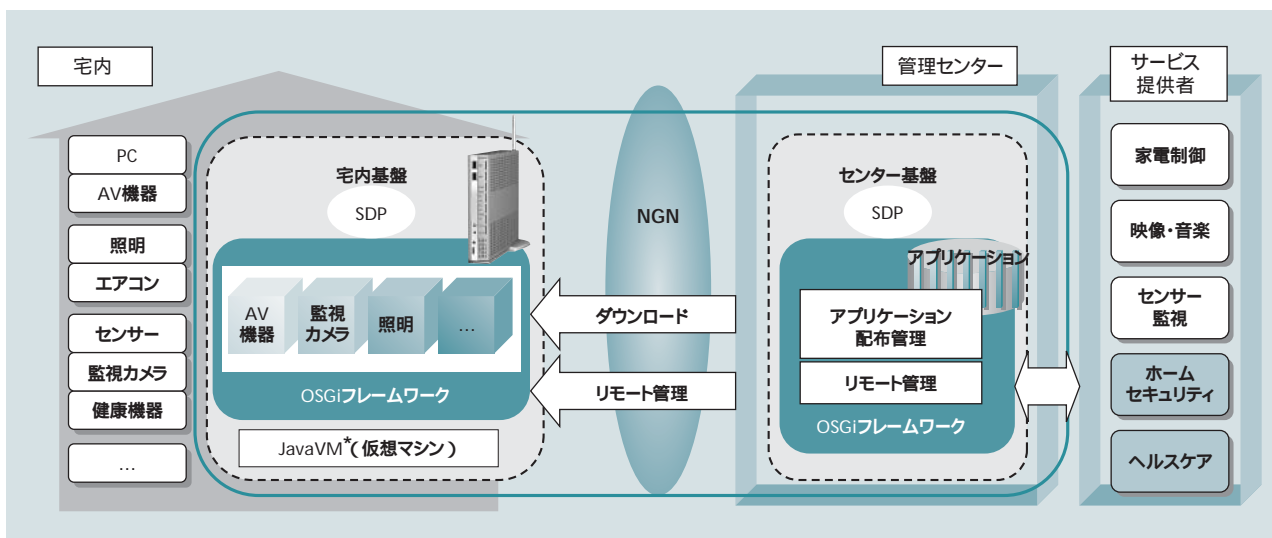 宅内
PC
AV機器
照明
エアコン
センサー
監視カメラ
健康機器
…
宅内基盤
SDP
AV
機器
監視
カメラ
照明
…
OSGiフレームワーク
JavaVM*(仮想マシン)
NGN
ダウンロード
リモート管理
管理センター
センター基盤
SDP
アプリケーション
アプリケーション
配布管理
リモート管理
OSGiフレームワーク
サービス
提供者
家電制御
映像・音楽
センサー
監視
ホーム
セキュリティ
ヘルスケア